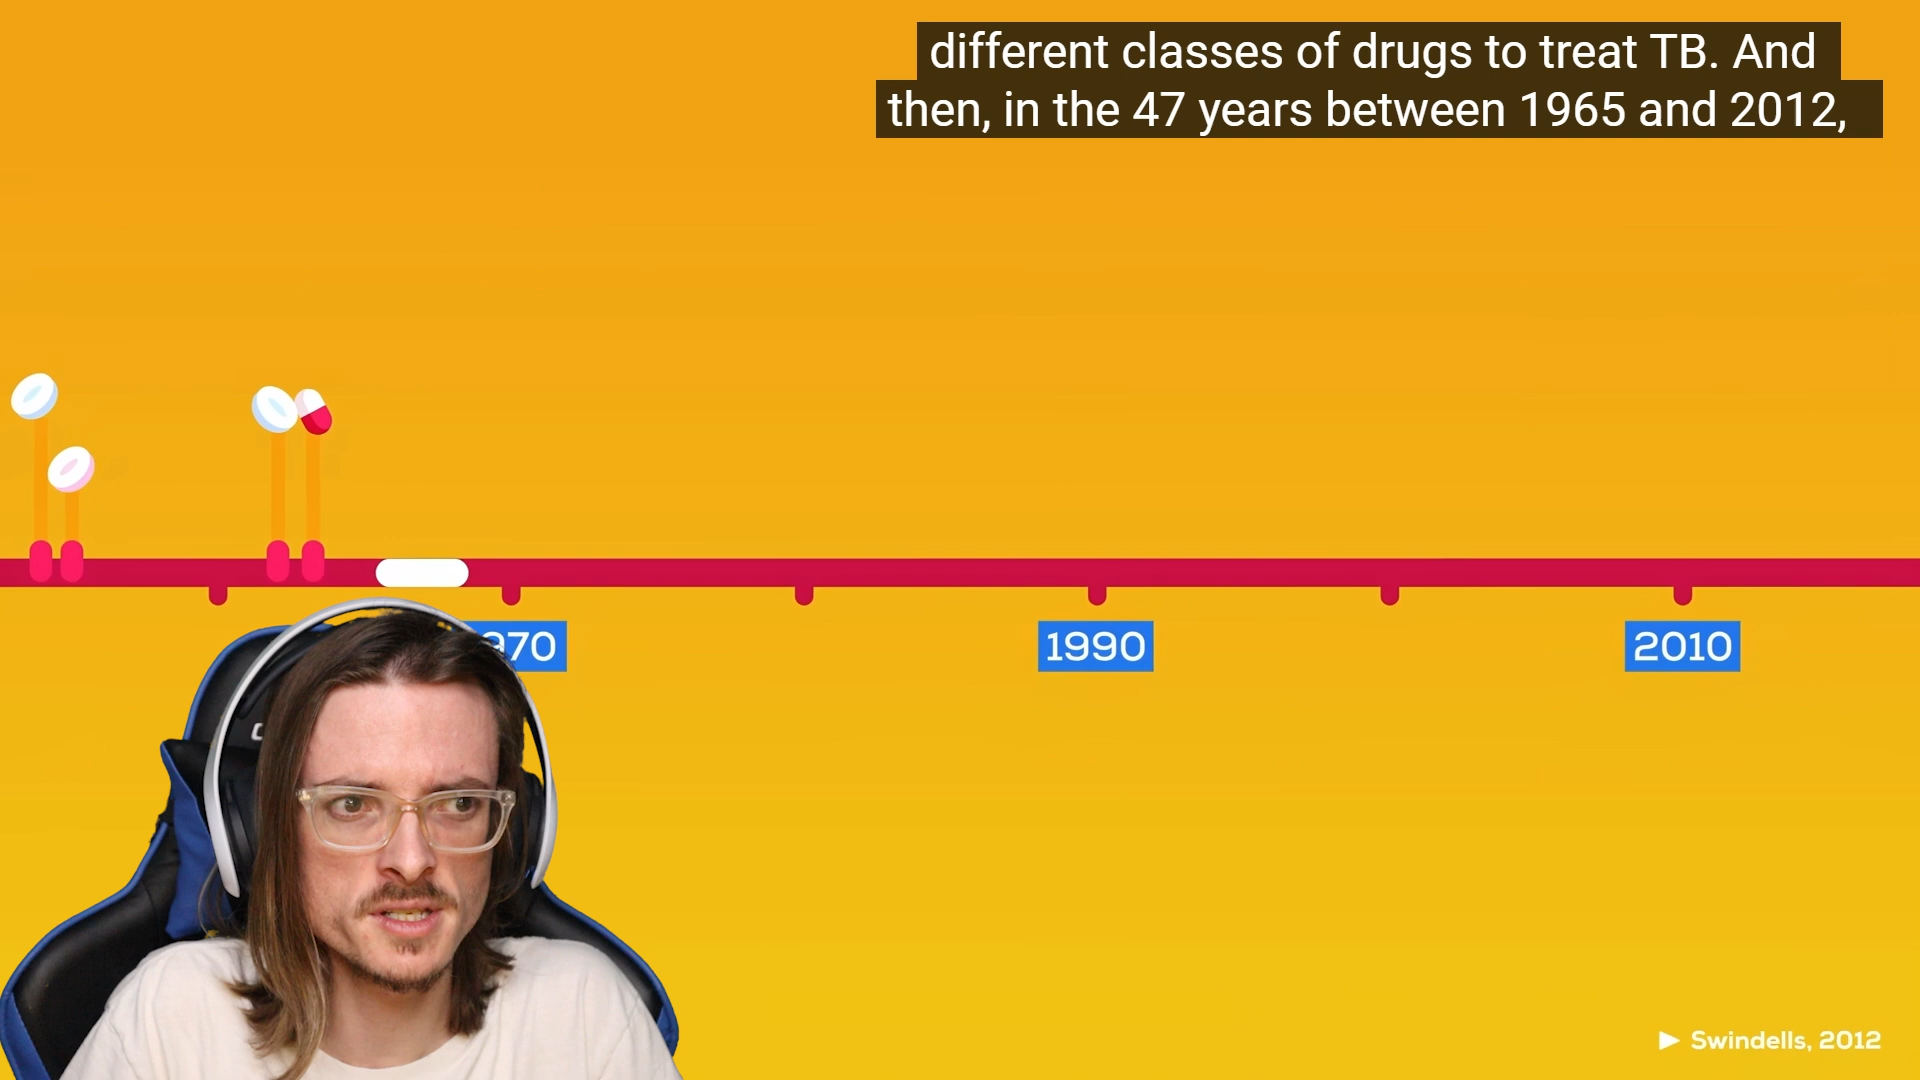 different classes of drugs to treat TB. And
then, in the 47 years between 1965 and 2012,
970
1990
2010
▶ Swindells, 2012